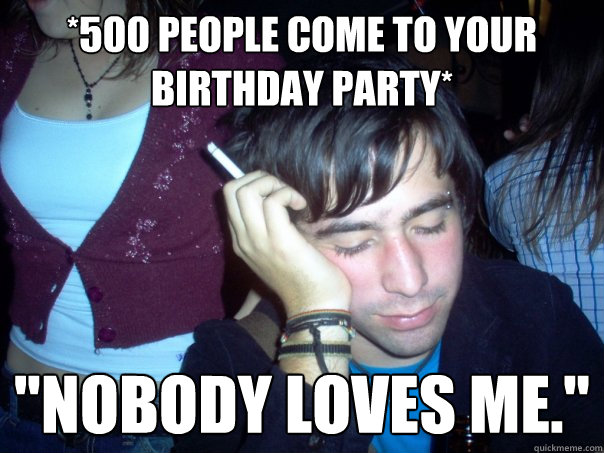 *500 PEOPLE COME TO YOUR
BIRTHDAY PARTY*
"NOBODY LOVES ME."
quickmeme.com